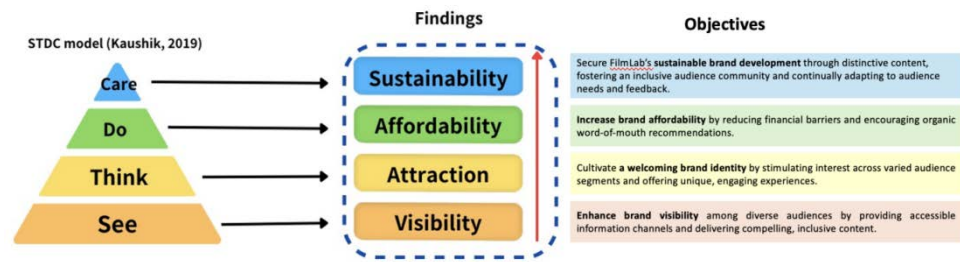 Findings
Objectives
STDC model (Kaushik, 2019)
Care
Do
Think
See
Sustainability
Affordability
Attraction
Visibility
Secure FilmLab's sustainable brand development through distinctive content,
fostering an inclusive audience community and continually adapting to audience
needs and feedback.
Increase brand affordability by reducing financial barriers and encouraging organic
word-of-mouth recommendations.
Cultivate a welcoming brand identity by stimulating interest across varied audience
segments and offering unique, engaging experiences.
Enhance brand visibility among diverse audiences by providing accessible
information channels and delivering compelling, inclusive content.